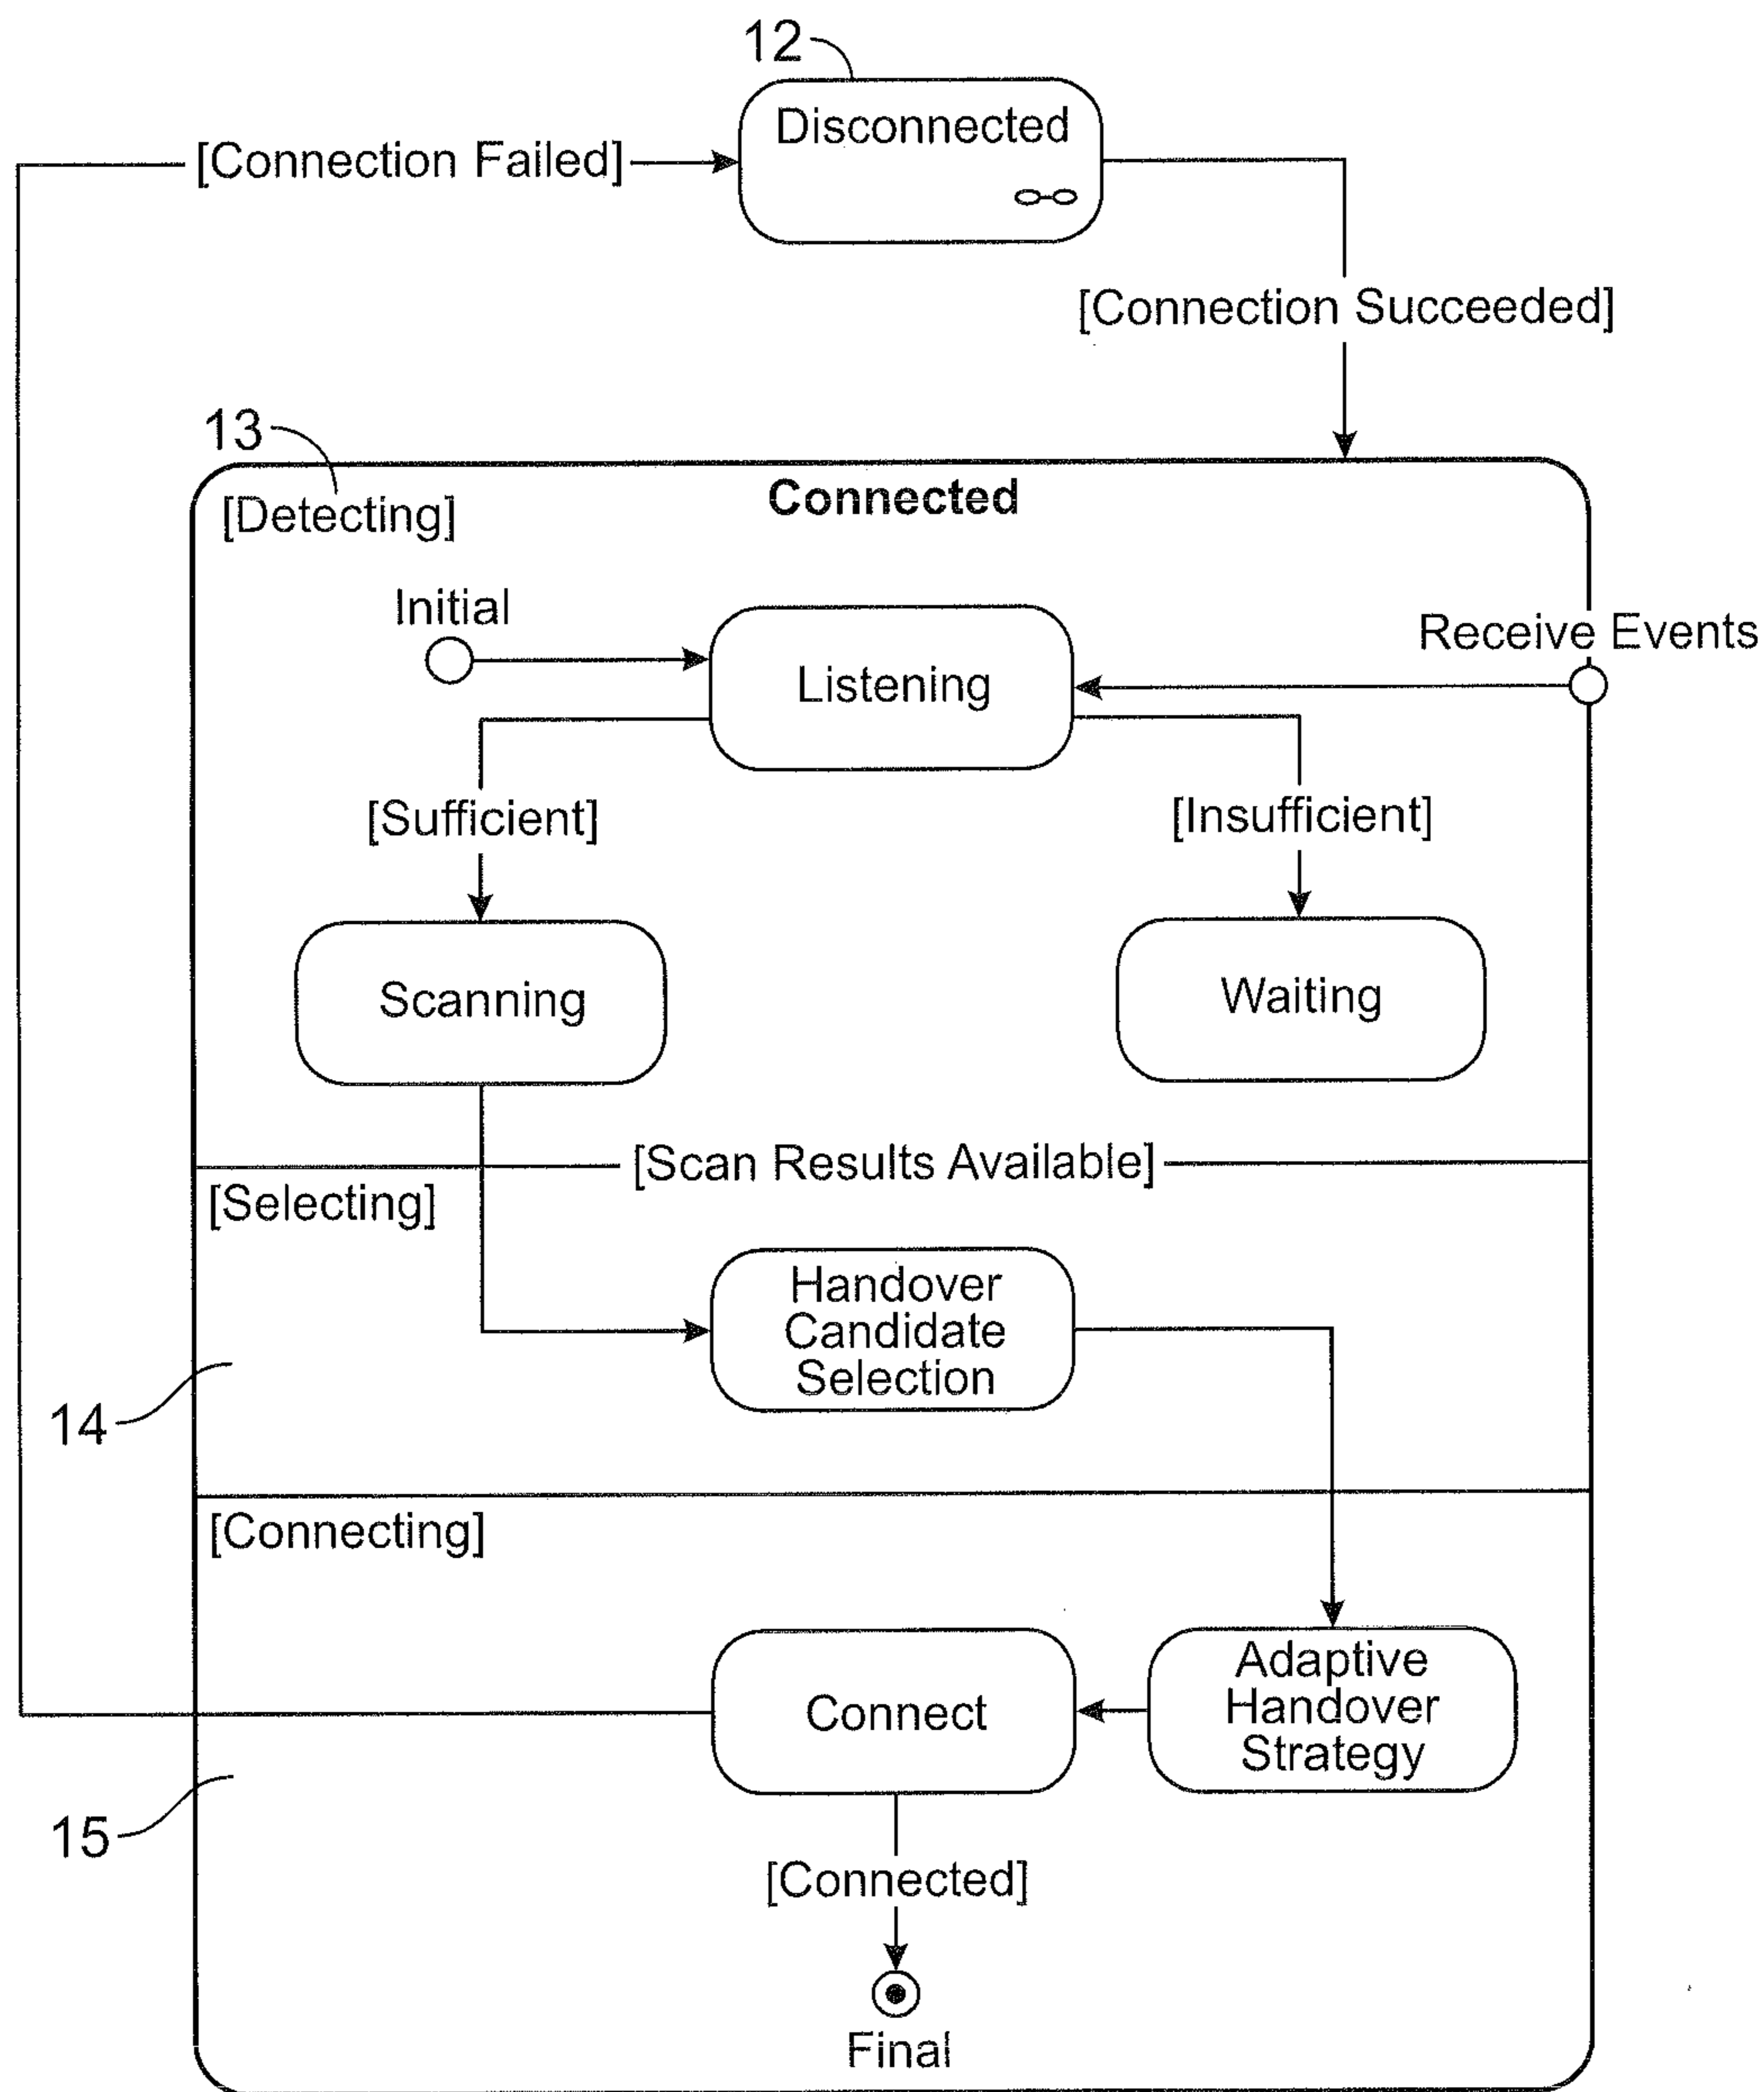 12
Disconnected
[Connection Failed]
[Connection Succeeded]
13
[Detecting]
Connected
Initial
Receive Events
Listening
[Sufficient]
[Insufficient]
Scanning
Waiting
[Scan Results Available]
[Selecting]
Handover
Candidate
Selection
14
[Connecting]
Adaptive
Handover
Strategy
Connect
15
[Connected]
Final